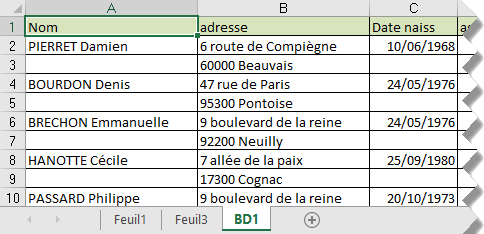 A B C
1 Nom adresse Date naiss
2 PIERRET Damien 6 route de Compiègne 10/06/1968
3 60000 Beauvais
4 BOURDON Denis 47 rue de Paris 24/05/1976
5 95300 Pontoise
6 BRECHON Emmanuelle 9 boulevard de la reine 24/05/1976
7 92200 Neuilly
8 HANOTTE Cécile 7 allée de la paix 25/09/1980
9 17300 Cognac
10 PASSARD Philippe 9 boulevard de la reine 20/10/1973
Feuil1 Feuil3 BD1